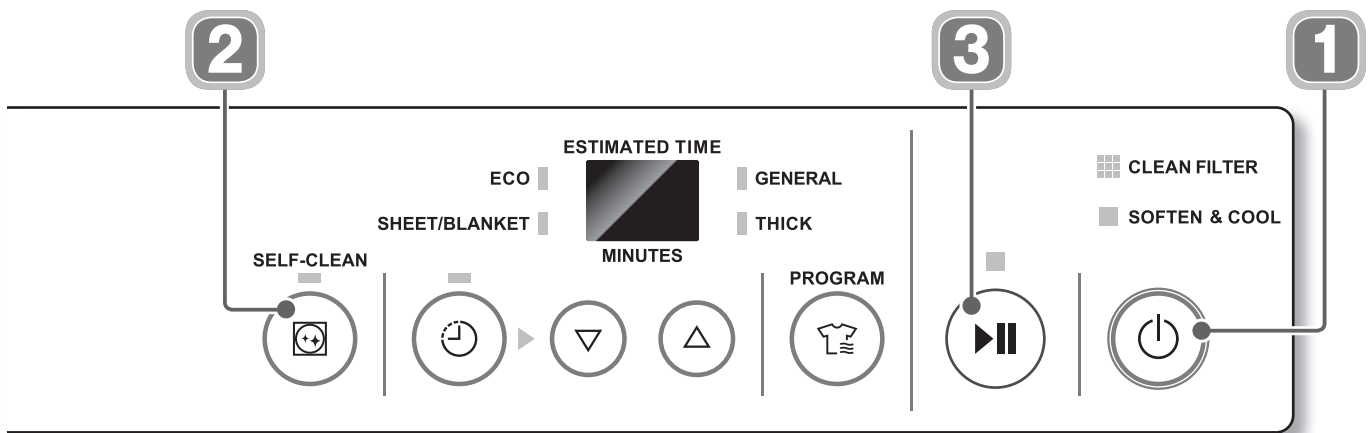 2
3
1
ESTIMATED TIME
ECO
GENERAL
CLEAN FILTER
SHEET/BLANKET
THICK
SOFTEN & COOL
MINUTES
SELF-CLEAN
PROGRAM